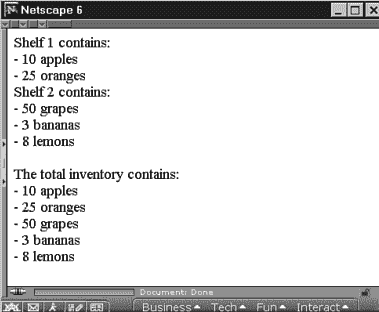 Netscape 6
Shelf 1 contains:
- 10 apples
- 25 oranges
Shelf 2 contains:
- 50 grapes
- 3 bananas
- 8 lemons
The total inventory contains:
- 10 apples
- 25 oranges
- 50 grapes
- 3 bananas
- 8 lemons
Document: Done
Business Tech Fun Interact